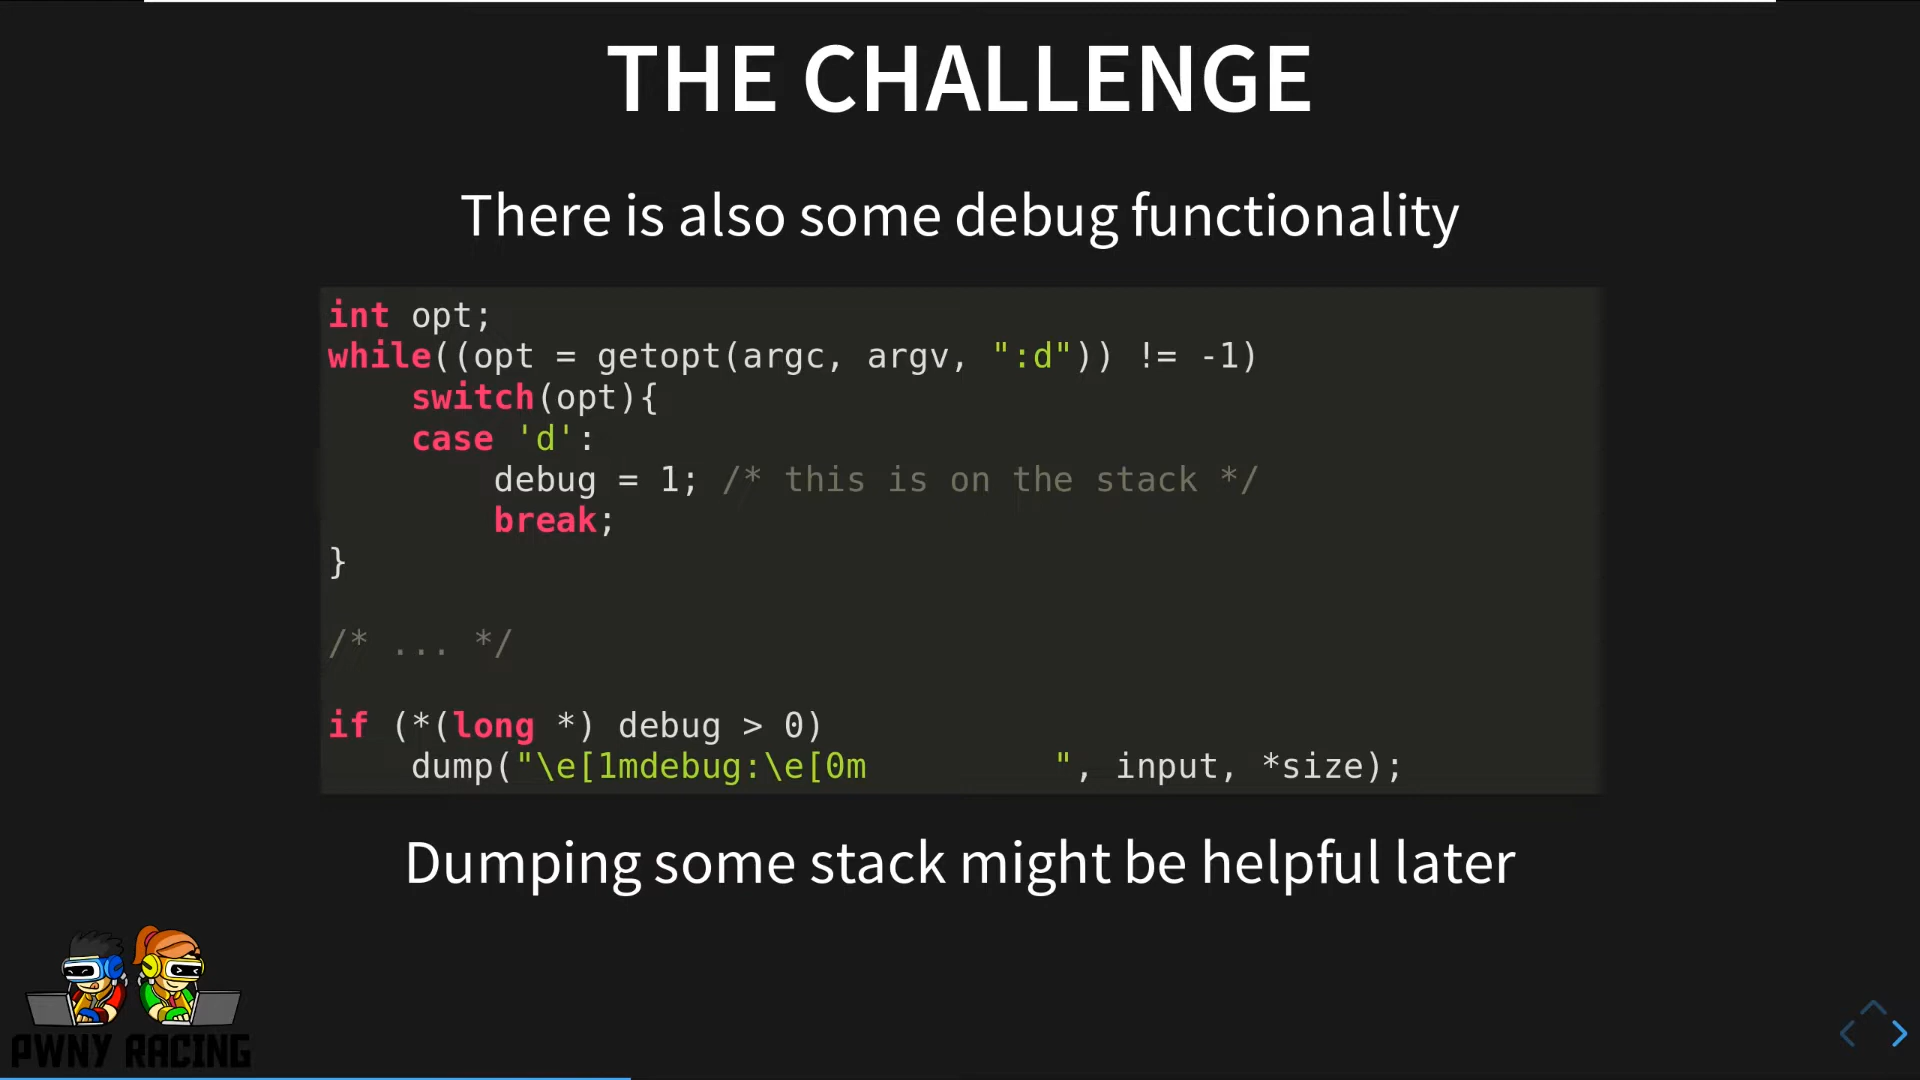 THE CHALLENGE
There is also some debug functionality
int opt;
while((opt = getopt(argc, argv, ":d")) != -1)
    switch(opt){
    case 'd':
        debug = 1; /* this is on the stack */
        break;
}
/* ... */
if (*(long *) debug > 0)
    dump("\e[1mdebug:\e[0m         ", input, *size);
Dumping some stack might be helpful later
PWNY RACING